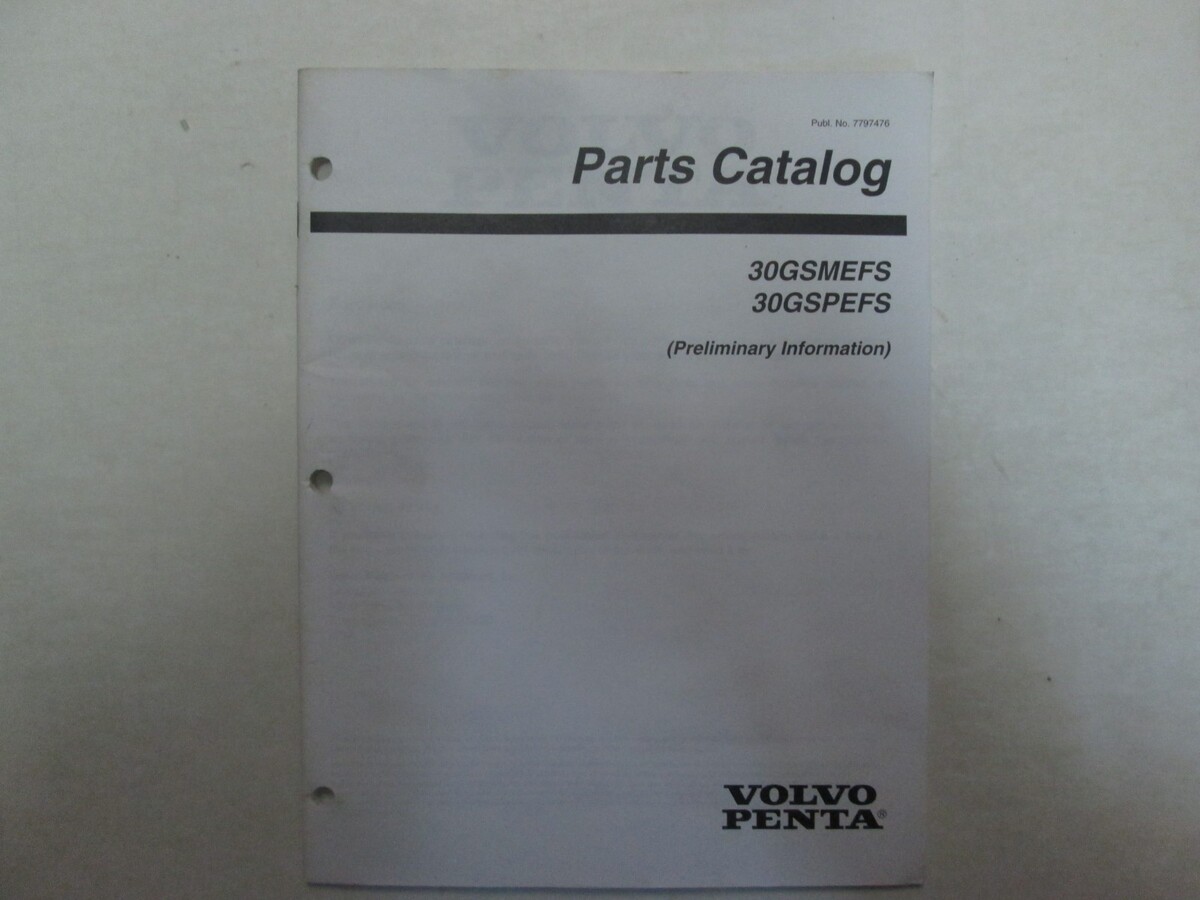 Publ. No. 7797476
Parts Catalog
30GSMEFS
30GSPEFS
(Preliminary Information)
VOLVO
PENTA®